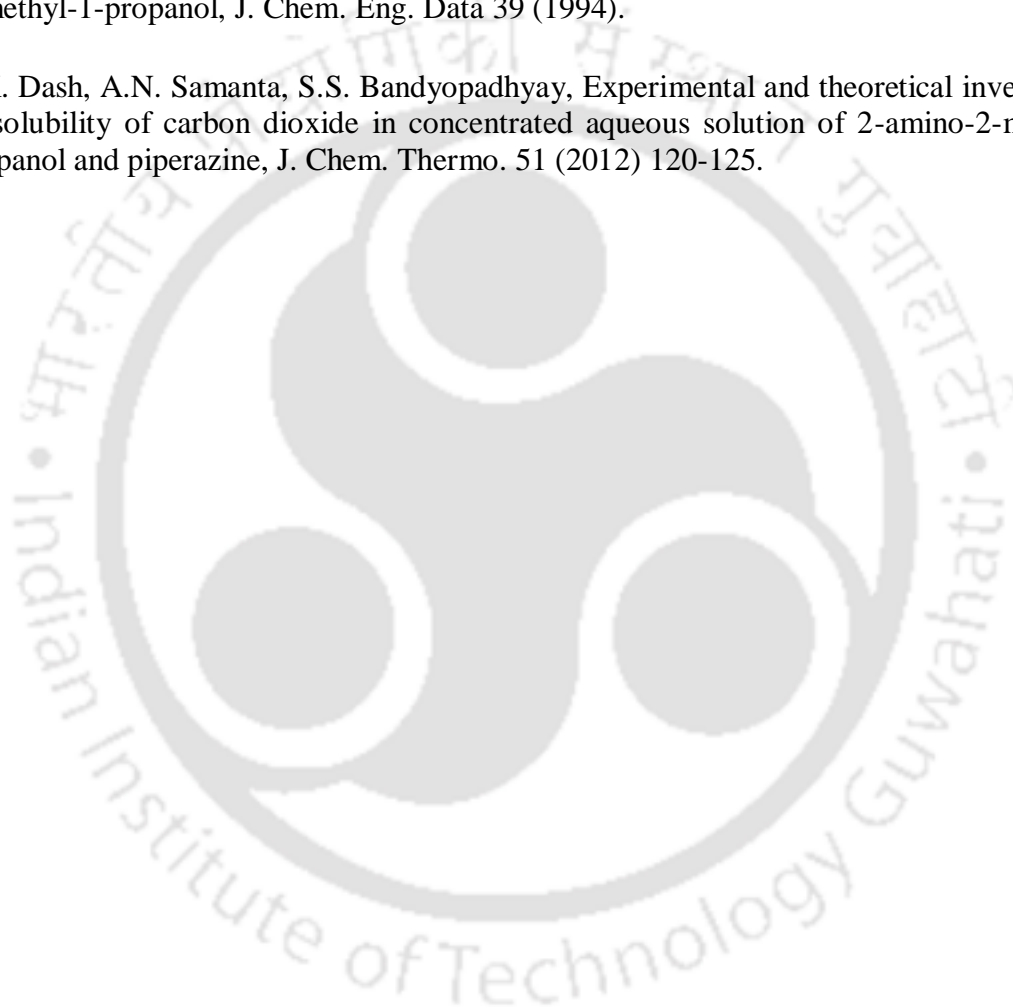 nethyl-1-propanol, J. Chem. Eng. Data 39 (1994).
. Dash, A.N. Samanta, S.S. Bandyopadhyay, Experimental and theoretical inve
solubility of carbon dioxide in concentrated aqueous solution of 2-amino-2-n
panol and piperazine, J. Chem. Thermo. 51 (2012) 120-125.
भारतीय प्रौद्योगिकी संस्थान गुवाहाटी
Indian Institute of Technology Guwahati